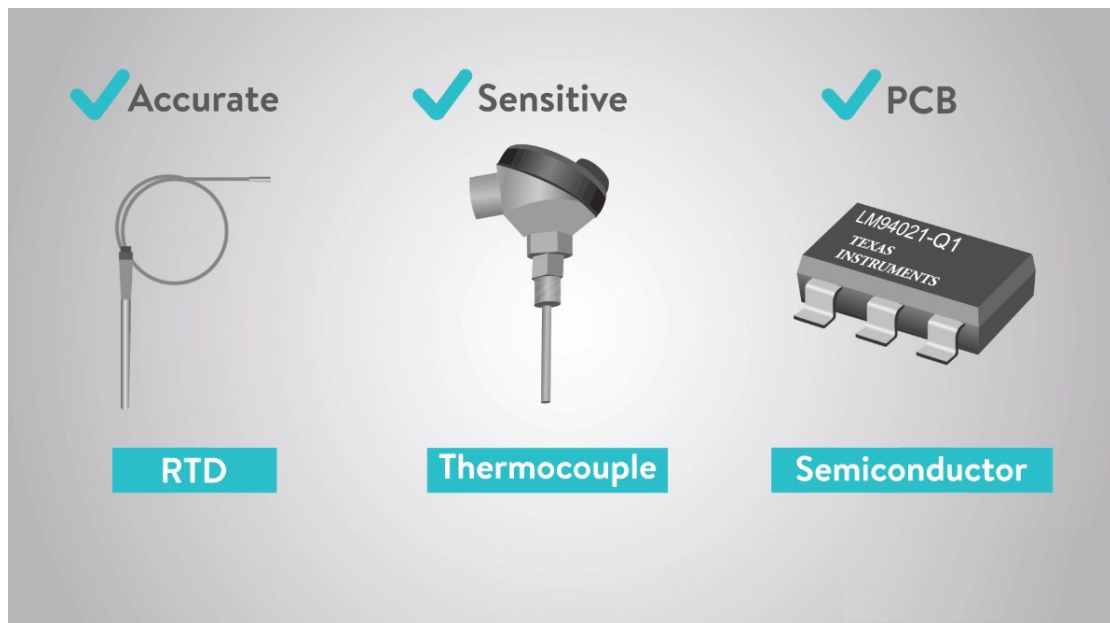 Accurate
Sensitive
PCB
LM94021-Q1
TEXAS
INSTRUMENTS
RTD
Thermocouple
Semiconductor